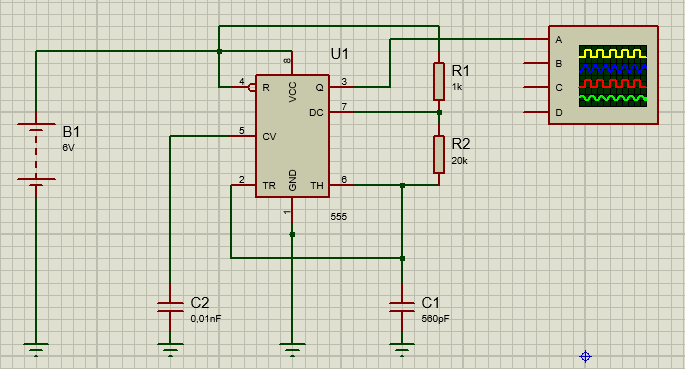 U1
8
4
R
VCC
Q
3
DC
7
5
CV
2
TR
GND
TH
6
1
555
B1
6V
R1
1k
R2
20k
C2
0,01nF
C1
560pF
A
B
C
D